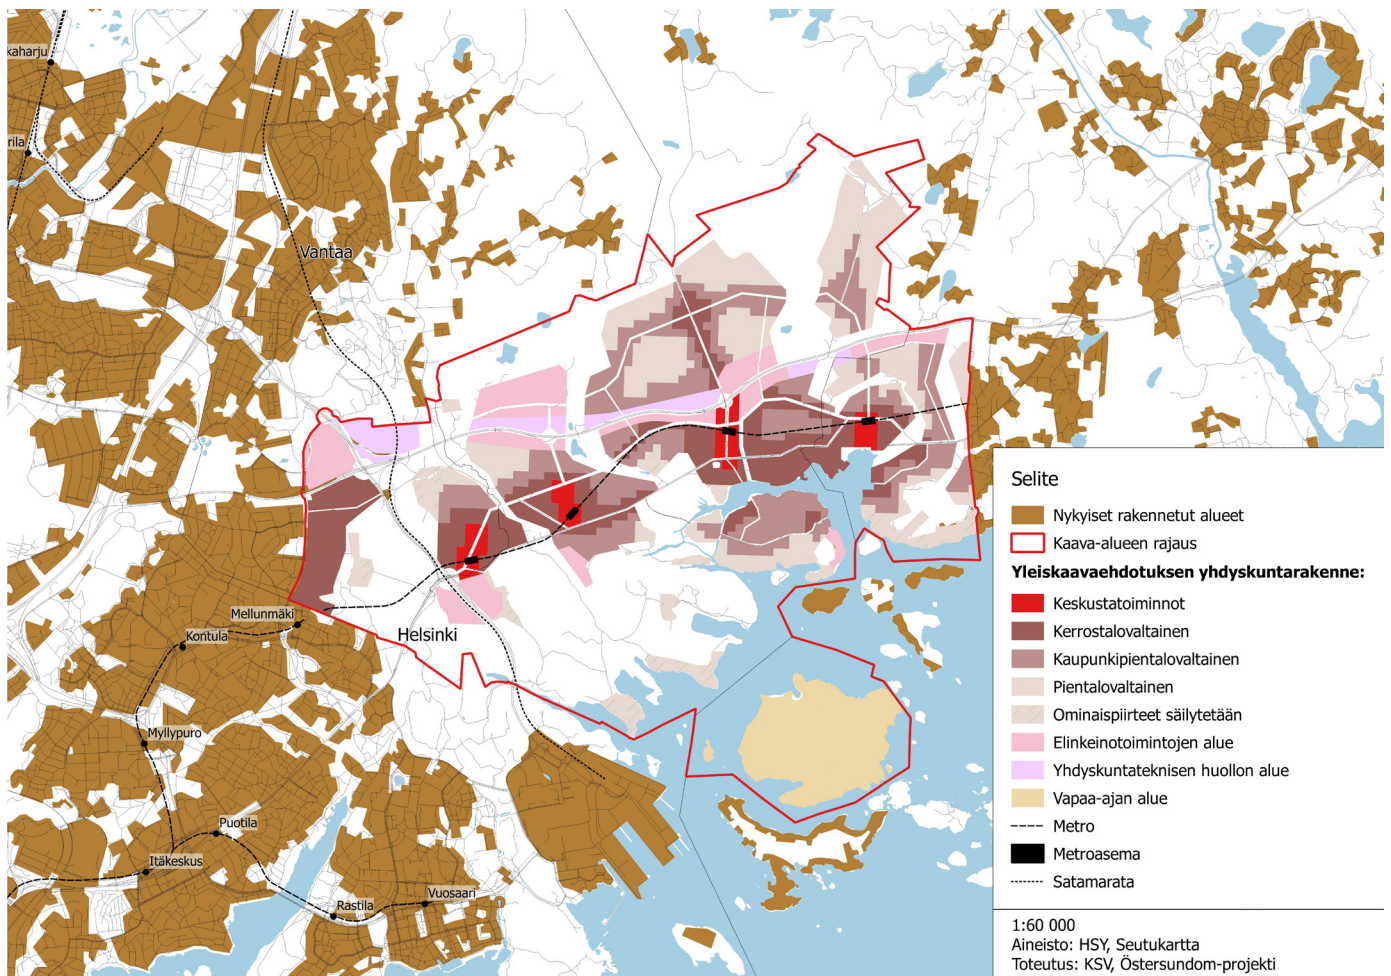 kaharju
rila
Vantaa
Mellunmäki
Kontula
Helsinki
Myllypuro
Puotila
Itäkeskus
Rastila
Vuosaari
Selite
Nykyiset rakennetut alueet
Kaava-alueen rajaus
Yleiskaavaehdotuksen yhdyskuntarakenne:
Keskustatoiminnot
Kerrostalovaltainen
Kaupunkipientalovaltainen
Pientalovaltainen
Ominaispiirteet säilytetään
Elinkeinotoimintojen alue
Yhdyskuntateknisen huollon alue
Vapaa-ajan alue
Metro
Metroasema
Satamarata
1:60 000
Aineisto: HSY, Seutukartta
Toteutus: KSV, Östersundom-projekti